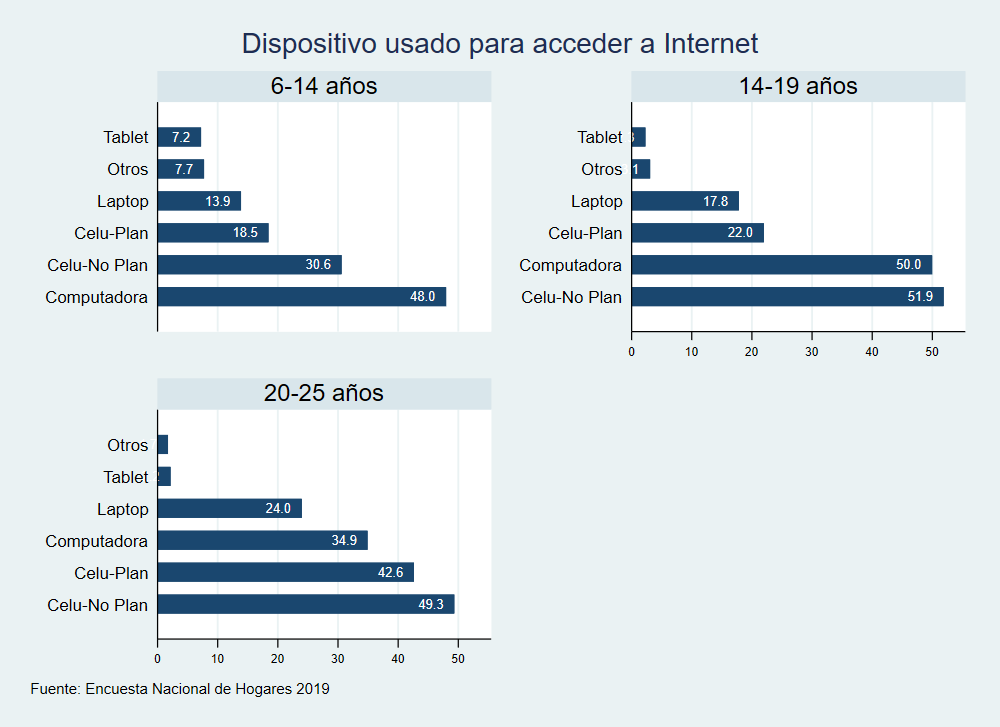 Dispositivo usado para acceder a Internet
6-14 años
Tablet 7.2
Otros 7.7
Laptop 13.9
Celu-Plan 18.5
Celu-No Plan 30.6
Computadora 48.0
14-19 años
Tablet
Otros
Laptop 17.8
Celu-Plan 22.0
Computadora 50.0
Celu-No Plan 51.9
0 10 20 30 40 50
20-25 años
Otros
Tablet
Laptop 24.0
Computadora 34.9
Celu-Plan 42.6
Celu-No Plan 49.3
0 10 20 30 40 50
Fuente: Encuesta Nacional de Hogares 2019